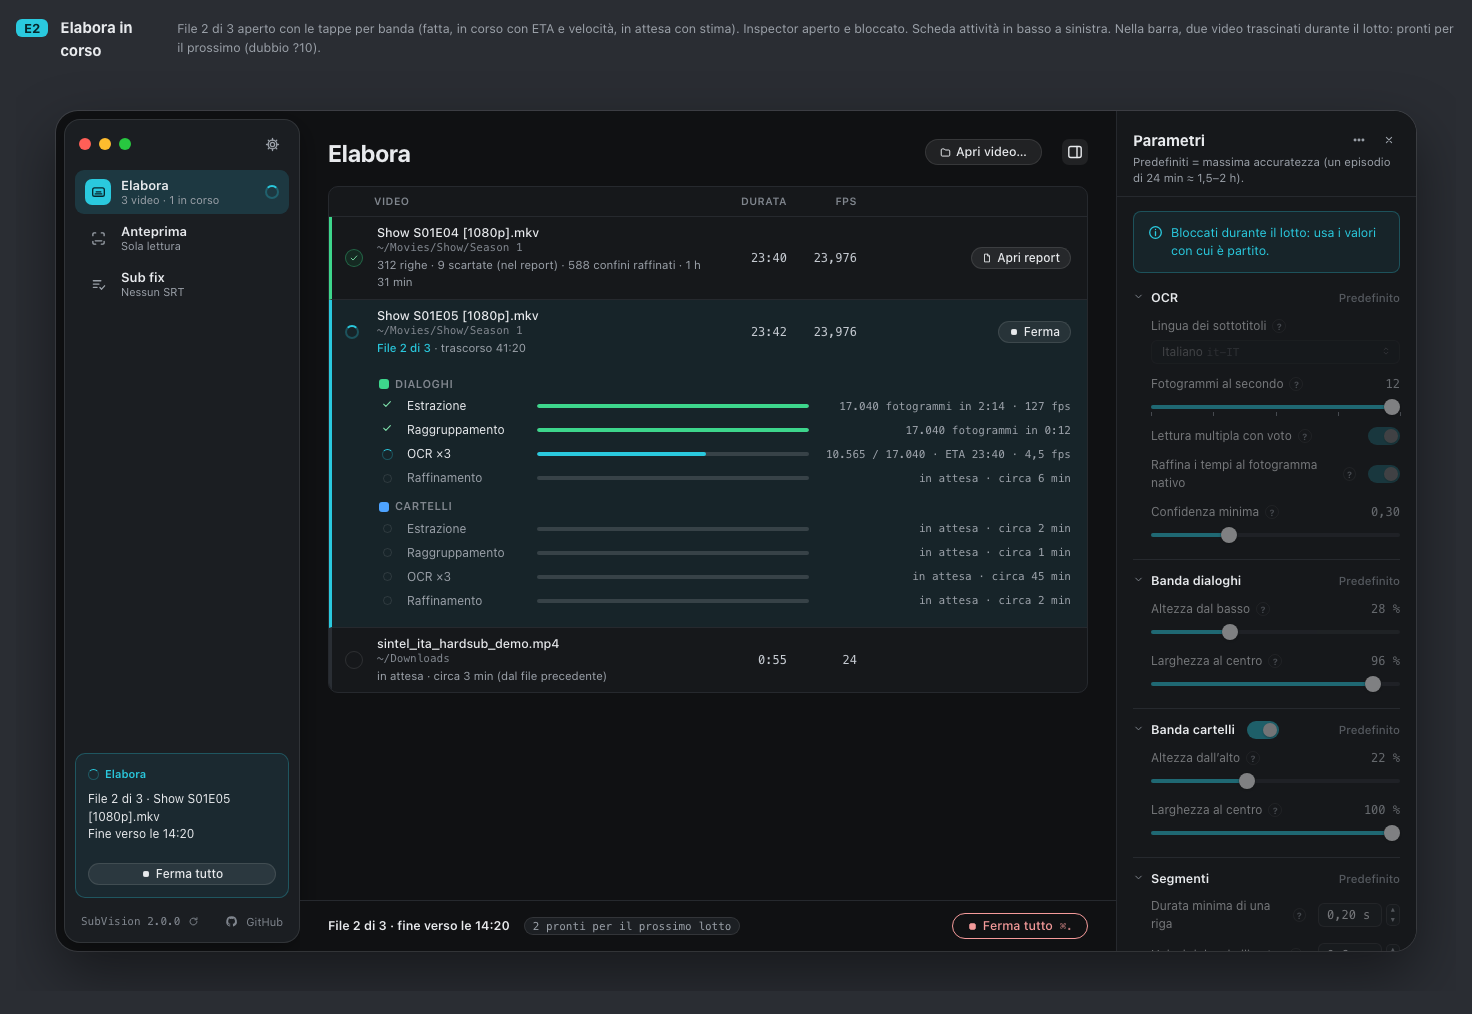 E2
Elabora in
corso
File 2 di 3 aperto con le tappe per banda (fatta, in corso con ETA e velocità, in attesa con stima). Inspector aperto e bloccato. Scheda attività in basso a sinistra. Nella barra, due video trascinati durante il lotto: pronti per
il prossimo (dubbio ?10).
Elabora
3 video · 1 in corso
Anteprima
Sola lettura
Sub fix
Nessun SRT
Elabora
File 2 di 3 · Show S01E05
[1080p].mkv
Fine verso le 14:20
Ferma tutto
SubVision 2.0.0
GitHub
Elabora
Apri video...
VIDEO DURATA FPS
Show S01E04 [1080p].mkv
~/Movies/Show/Season 1
312 righe · 9 scartate (nel report) · 588 confini raffinati · 1 h
31 min
23:40 23,976
Apri report
Show S01E05 [1080p].mkv
~/Movies/Show/Season 1
File 2 di 3 · trascorso 41:20
23:42 23,976
Ferma
DIALOGHI
Estrazione 17.040 fotogrammi in 2:14 · 127 fps
Raggruppamento 17.040 fotogrammi in 0:12
OCR ×3 10.565 / 17.040 · ETA 23:40 · 4,5 fps
Raffinamento in attesa · circa 6 min
CARTELLI
Estrazione in attesa · circa 2 min
Raggruppamento in attesa · circa 1 min
OCR ×3 in attesa · circa 45 min
Raffinamento in attesa · circa 2 min
sintel_ita_hardsub_demo.mp4
~/Downloads
in attesa · circa 3 min (dal file precedente)
0:55 24
File 2 di 3 · fine verso le 14:20
2 pronti per il prossimo lotto
Ferma tutto ⌘.
Parametri
Predefiniti = massima accuratezza (un episodio
di 24 min ≈ 1,5–2 h).
Bloccati durante il lotto: usa i valori
con cui è partito.
OCR Predefinito
Lingua dei sottotitoli ?
Italiano it-IT
Fotogrammi al secondo ? 12
Lettura multipla con voto ?
Raffina i tempi al fotogramma
nativo ?
Confidenza minima ? 0,30
Banda dialoghi Predefinito
Altezza dal basso ? 28 %
Larghezza al centro ? 96 %
Banda cartelli Predefinito
Altezza dall'alto ? 22 %
Larghezza al centro ? 100 %
Segmenti Predefinito
Durata minima di una
riga ? 0,20 s